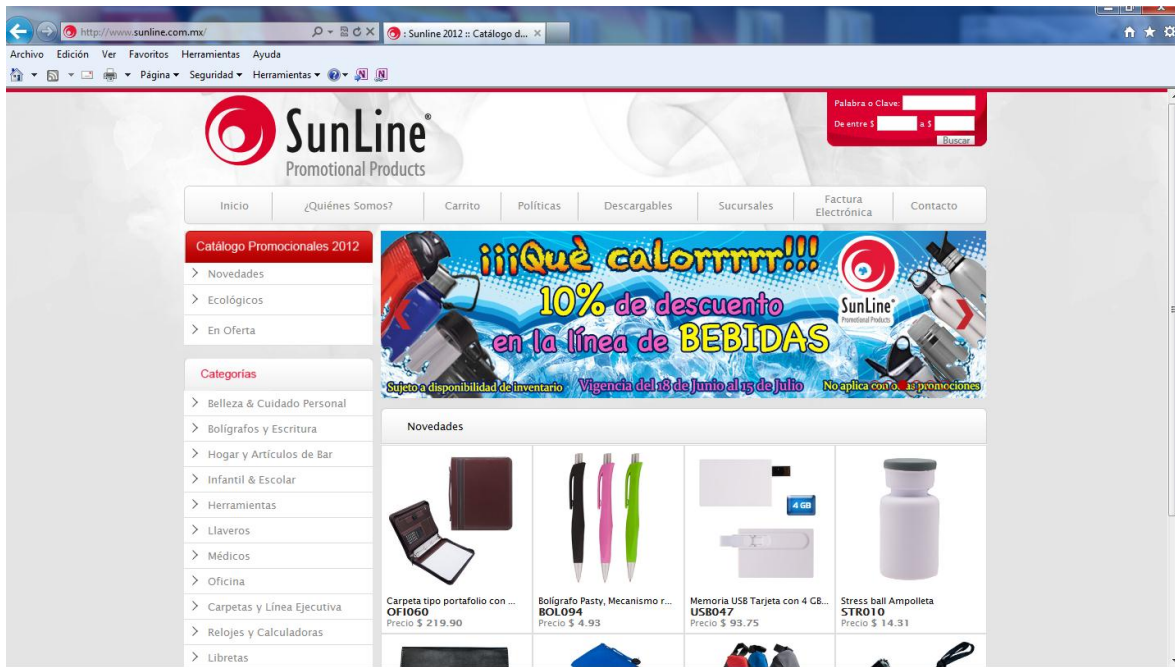 http://www.sunline.com.mx/
: Sunline 2012 :: Catálogo d...
Archivo Edición Ver Favoritos Herramientas Ayuda
Página Seguridad Herramientas
SunLine®
Promotional Products
Palabra o Clave:
De entre $ a $
Buscar
Inicio
¿Quiénes Somos?
Carrito
Políticas
Descargables
Sucursales
Factura
Electrónica
Contacto
Catálogo Promocionales 2012
Novedades
Ecológicos
En Oferta
Categorías
Belleza & Cuidado Personal
Bolígrafos y Escritura
Hogar y Artículos de Bar
Infantil & Escolar
Herramientas
Llaveros
Médicos
Oficina
Carpetas y Línea Ejecutiva
Relojes y Calculadoras
Libretas
¡¡¡Què calorrrrr!!!
10% de descuento
en la línea de BEBIDAS
SunLine®
Promotional Products
Sujeto a disponibilidad de inventario
Vigencia del 18 de Junio al 15 de Julio
No aplica con otras promociones
Novedades
4 GB
Carpeta tipo portafolio con ...
OFI060
Precio $ 219.90
Bolígrafo Pasty, Mecanismo r...
BOL094
Precio $ 4.93
Memoria USB Tarjeta con 4 GB...
USB047
Precio $ 93.75
Stress ball Ampolleta
STR010
Precio $ 14.31